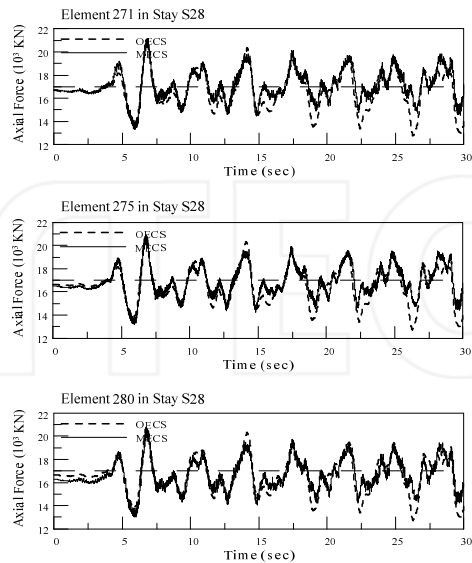 Element 271 in Stay S28
Axial Force (10³ KN)
22
20
18
16
14
12
OECS
MECS
0 5 10 15 20 25 30
Time (sec)
Element 275 in Stay S28
Axial Force (10³ KN)
22
20
18
16
14
12
OECS
MECS
0 5 10 15 20 25 30
Time (sec)
Element 280 in Stay S28
Axial Force (10³ KN)
22
20
18
16
14
12
OECS
MECS
0 5 10 15 20 25 30
Time (sec)